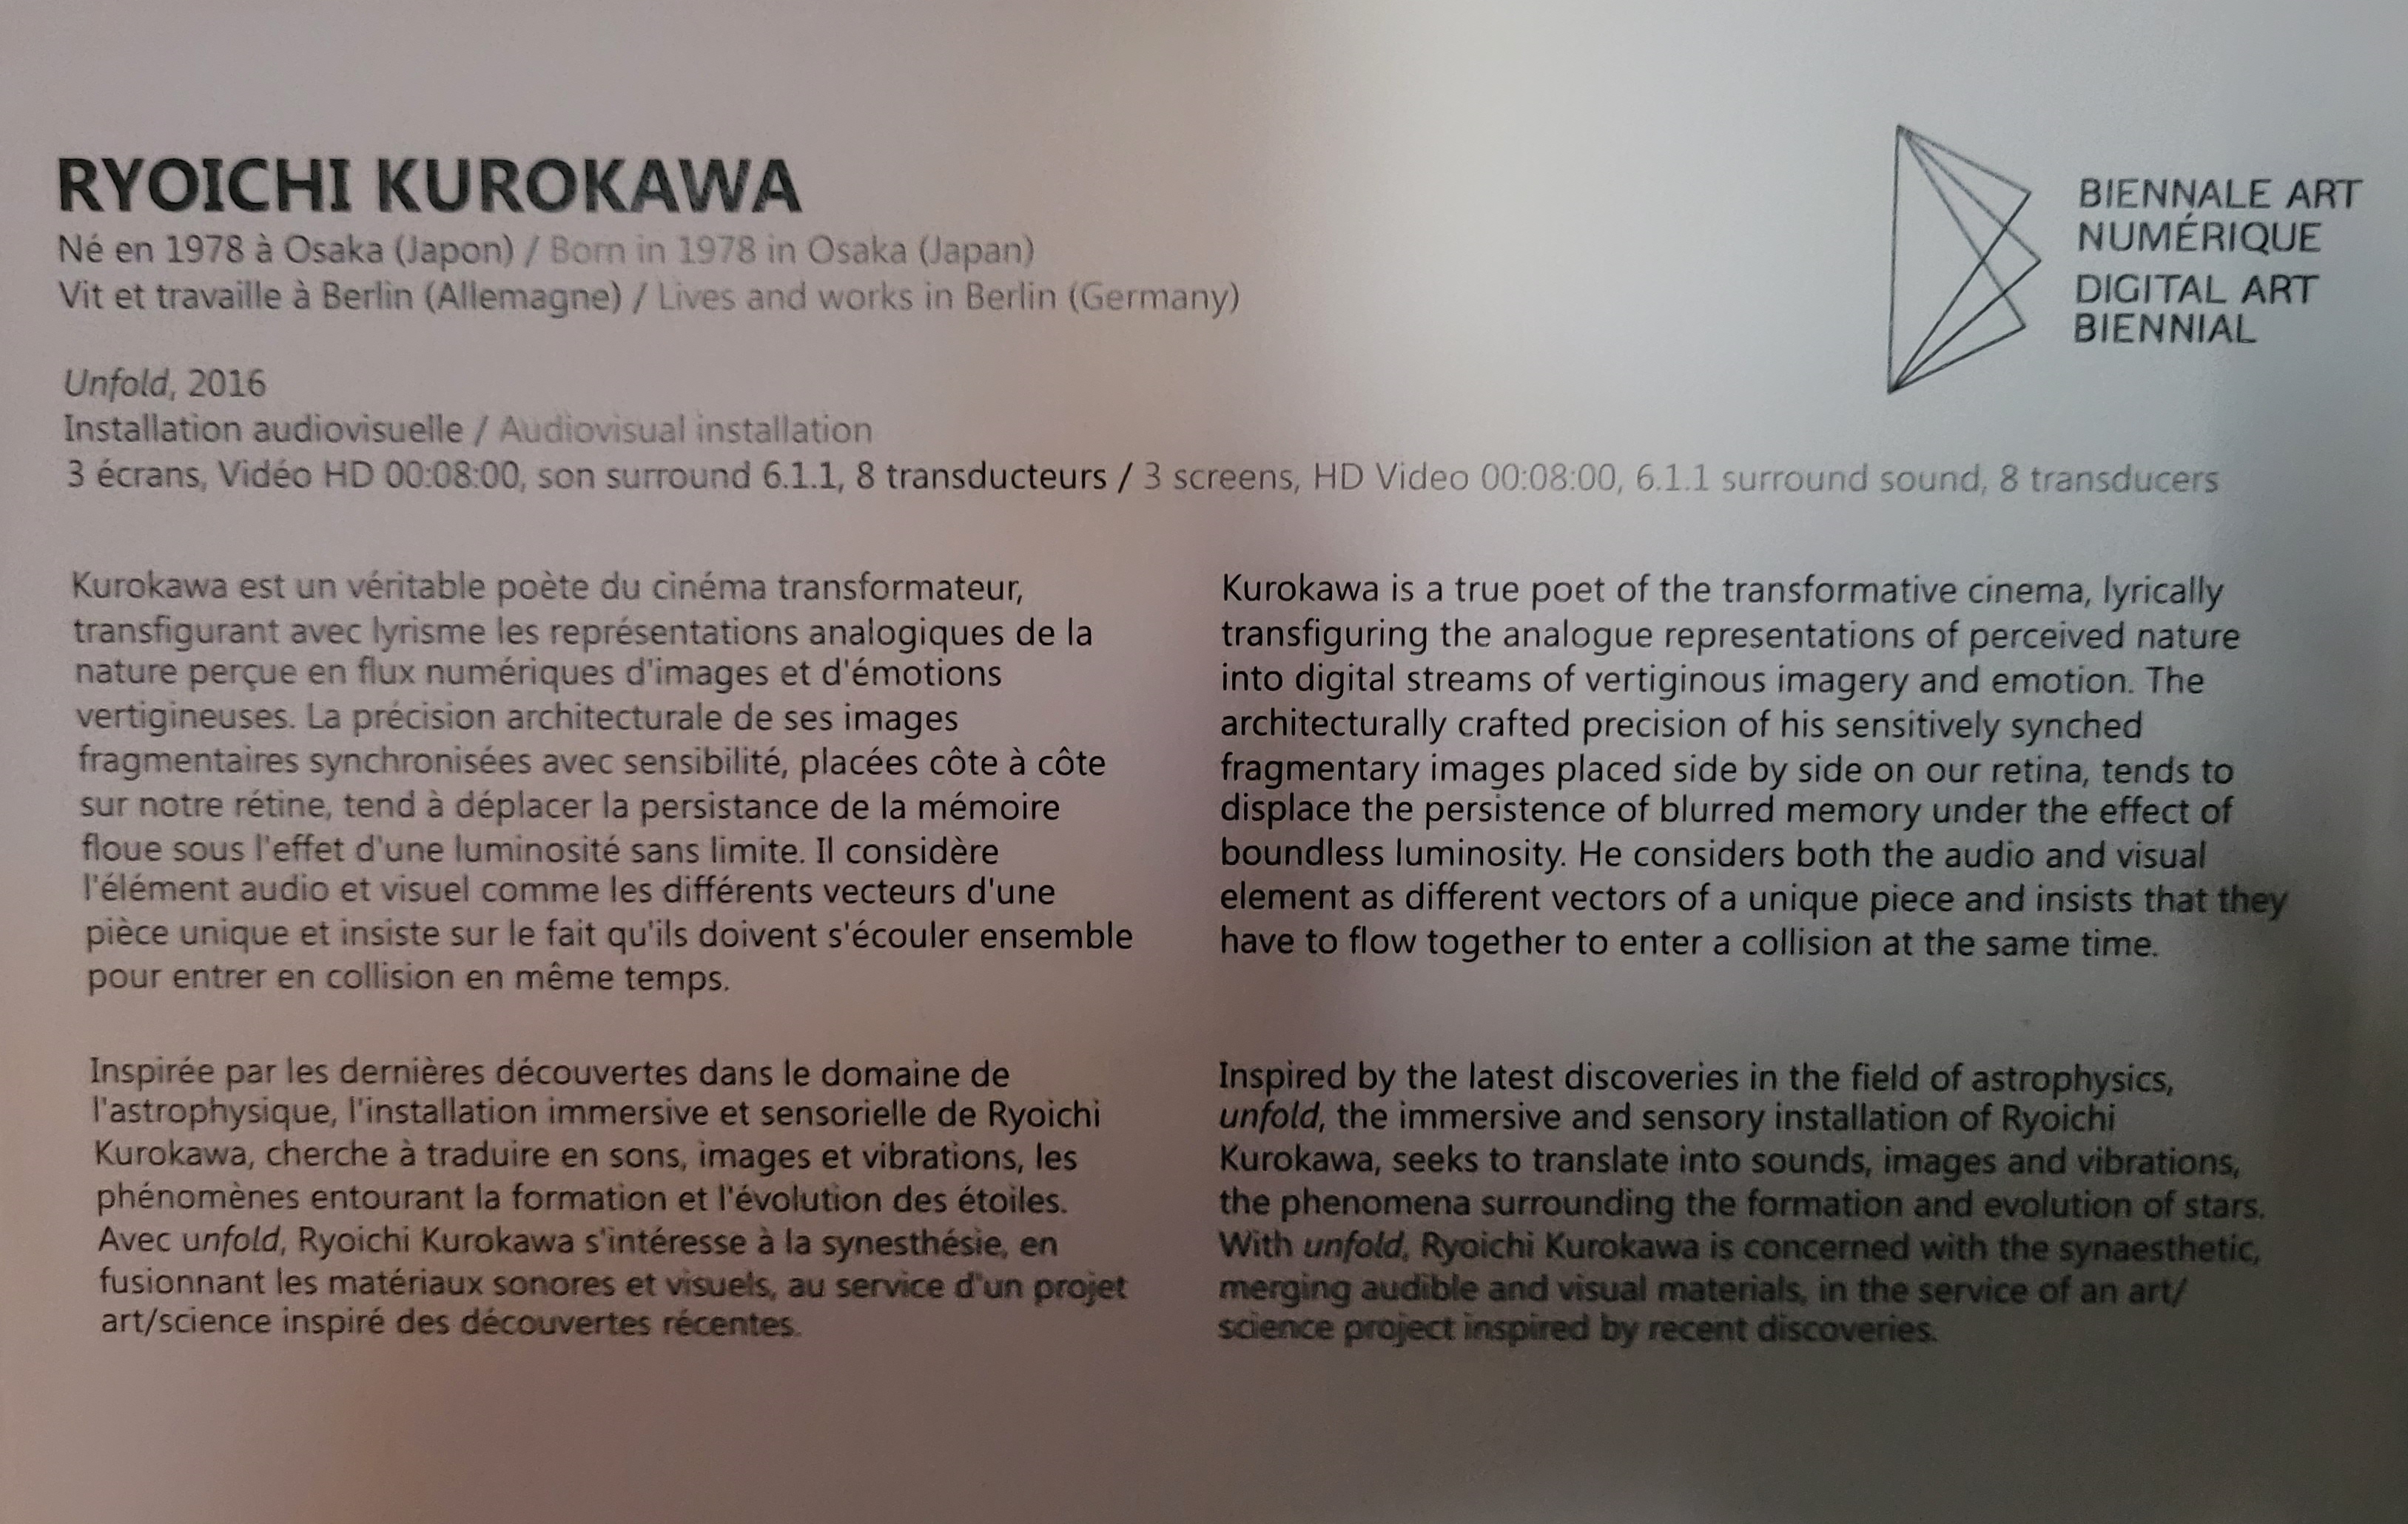 RYOICHI KUROKAWA
Né en 1978 à Osaka (Japon) / Born in 1978 in Osaka (Japan)
Vit et travaille à Berlin (Allemagne) / Lives and works in Berlin (Germany)
BIENNALE ART
NUMÉRIQUE
DIGITAL ART
BIENNIAL
Unfold, 2016
Installation audiovisuelle / Audiovisual installation
3 écrans, Vidéo HD 00:08:00, son surround 6.1.1, 8 transducteurs / 3 screens, HD Video 00:08:00, 6.1.1 surround sound, 8 transducers
Kurokawa est un véritable poète du cinéma transformateur,
transfigurant avec lyrisme les représentations analogiques de la
nature perçue en flux numériques d'images et d'émotions
vertigineuses. La précision architecturale de ses images
fragmentaires synchronisées avec sensibilité, placées côte à côte
sur notre rétine, tend à déplacer la persistance de la mémoire
floue sous l'effet d'une luminosité sans limite. Il considère
l'élément audio et visuel comme les différents vecteurs d'une
pièce unique et insiste sur le fait qu'ils doivent s'écouler ensemble
pour entrer en collision en même temps.
Inspirée par les dernières découvertes dans le domaine de
l'astrophysique, l'installation immersive et sensorielle de Ryoichi
Kurokawa, cherche à traduire en sons, images et vibrations, les
phénomènes entourant la formation et l'évolution des étoiles.
Avec unfold, Ryoichi Kurokawa s'intéresse à la synesthésie, en
fusionnant les matériaux sonores et visuels, au service d'un projet
art/science inspiré des découvertes récentes.
Kurokawa is a true poet of the transformative cinema, lyrically
transfiguring the analogue representations of perceived nature
into digital streams of vertiginous imagery and emotion. The
architecturally crafted precision of his sensitively synched
fragmentary images placed side by side on our retina, tends to
displace the persistence of blurred memory under the effect of
boundless luminosity. He considers both the audio and visual
element as different vectors of a unique piece and insists that they
have to flow together to enter a collision at the same time.
Inspired by the latest discoveries in the field of astrophysics,
unfold, the immersive and sensory installation of Ryoichi
Kurokawa, seeks to translate into sounds, images and vibrations,
the phenomena surrounding the formation and evolution of stars.
With unfold, Ryoichi Kurokawa is concerned with the synaesthetic,
merging audible and visual materials, in the service of an art/
science project inspired by recent discoveries.